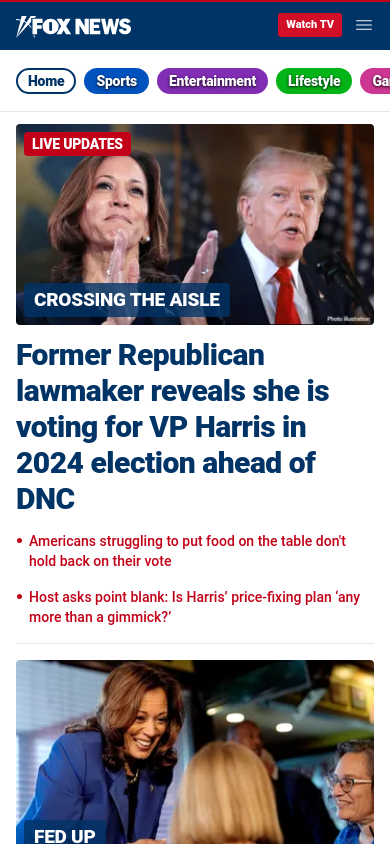 FOX NEWS
Watch TV
Home
Sports
Entertainment
Lifestyle
LIVE UPDATES
CROSSING THE AISLE
Photo illustration
Former Republican
lawmaker reveals she is
voting for VP Harris in
2024 election ahead of
DNC
• Americans struggling to put food on the table don't
hold back on their vote
• Host asks point blank: Is Harris’ price-fixing plan ‘any
more than a gimmick?’
FED UP